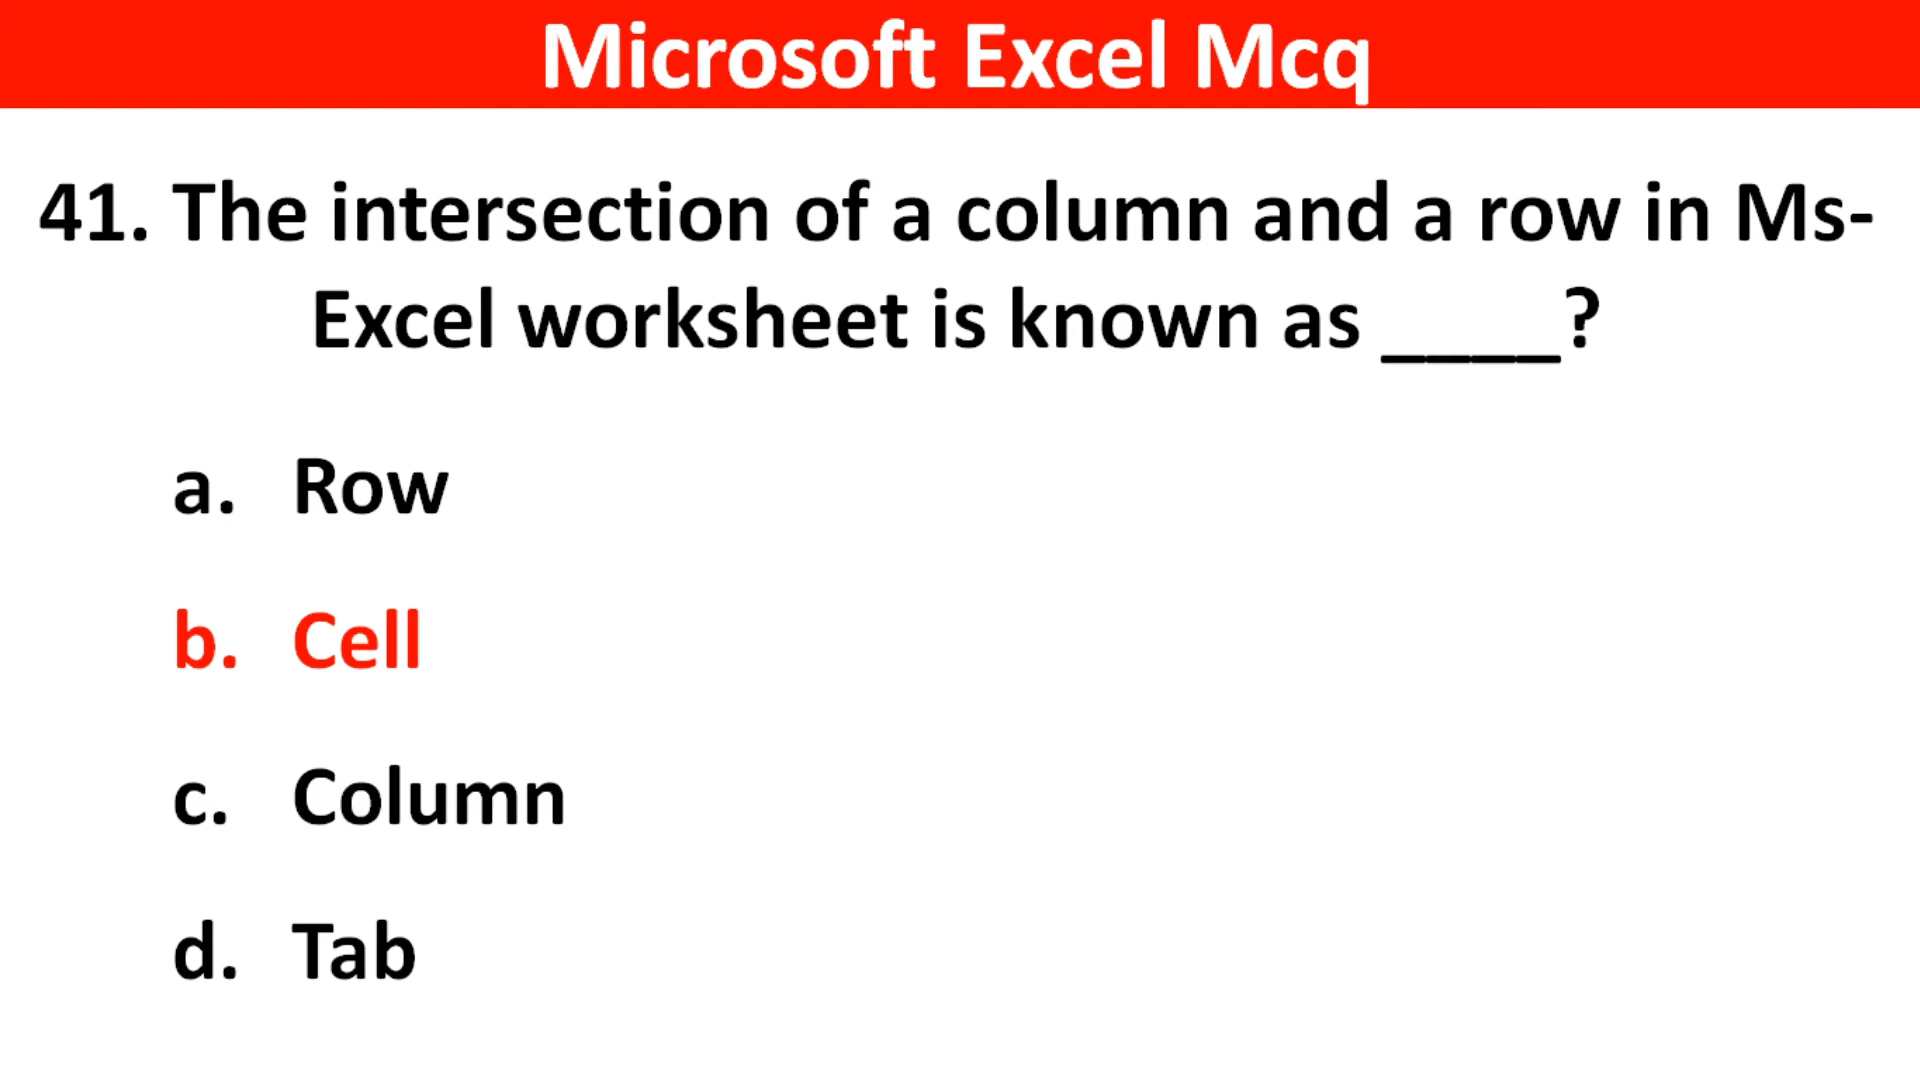 Microsoft Excel Mcq
41. The intersection of a column and a row in Ms-
Excel worksheet is known as ____?
a. Row
b. Cell
c. Column
d. Tab